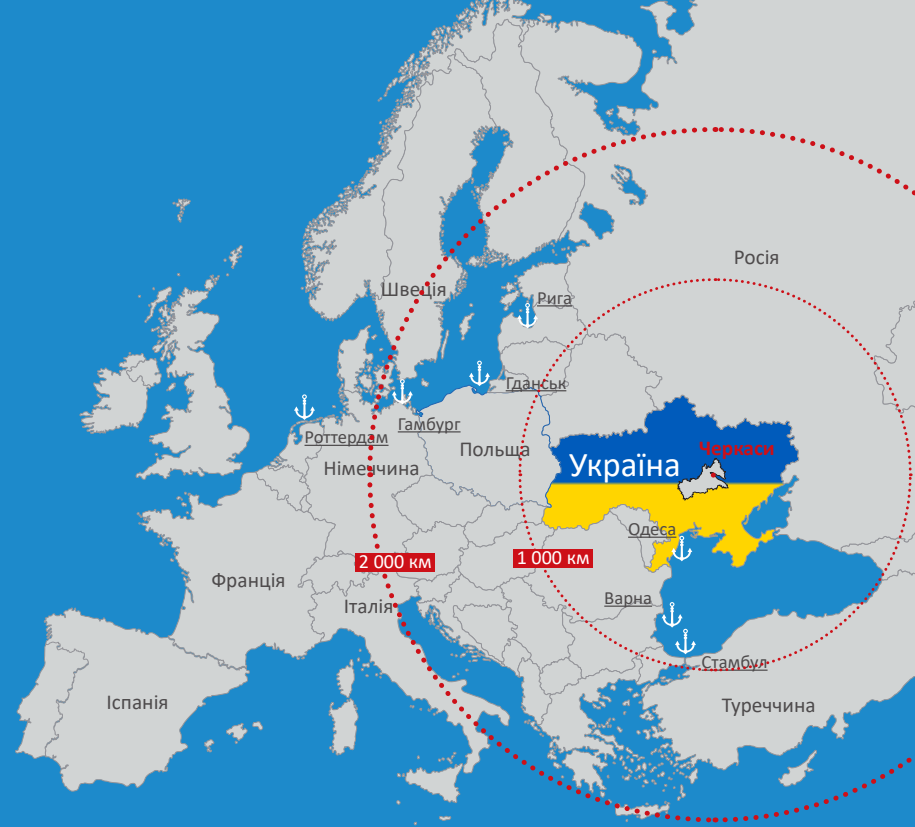 Росія
Швеція
Рига
Гданськ
Гамбург
Роттердам
Польща
Черкаси
Німеччина
Україна
Одеса
2 000 км
1 000 км
Франція
Італія
Варна
Стамбул
Іспанія
Туреччина